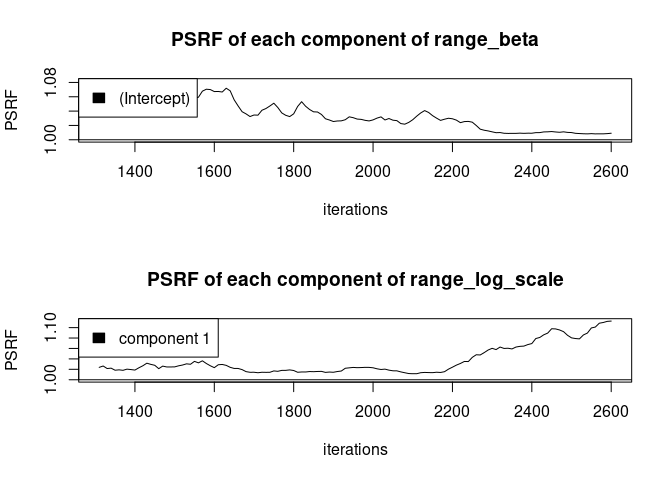 PSRF of each component of range_beta
PSRF
1.08
1.00
(Intercept)
1400 1600 1800 2000 2200 2400 2600
iterations
PSRF of each component of range_log_scale
PSRF
1.10
1.00
component 1
1400 1600 1800 2000 2200 2400 2600
iterations